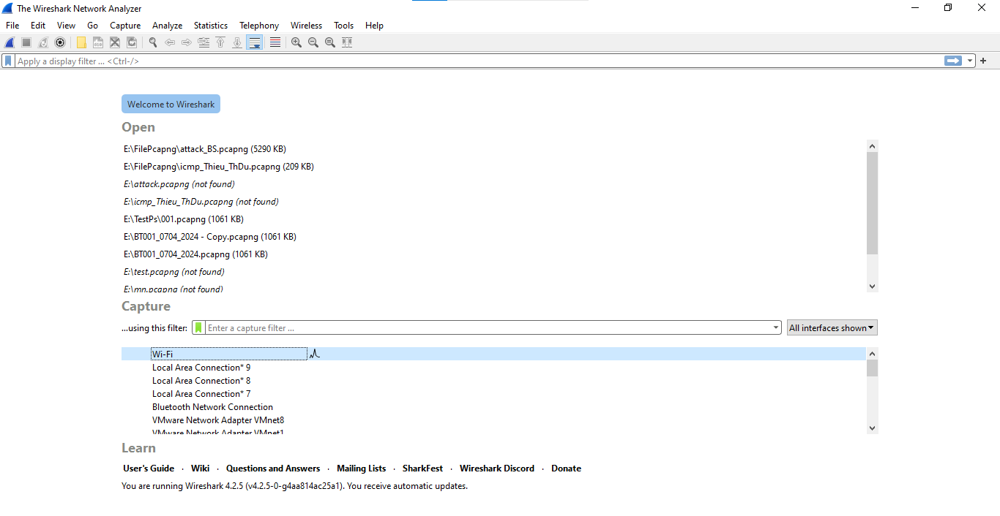 The Wireshark Network Analyzer
File Edit View Go Capture Analyze Statistics Telephony Wireless Tools Help
Apply a display filter ... <Ctrl-/>
Welcome to Wireshark
Open
E:\FilePcapng\attack_BS.pcapng (5290 KB)
E:\FilePcapng\icmp_Thieu_ThDu.pcapng (209 KB)
E:\attack.pcapng (not found)
E:\icmp_Thieu_ThDu.pcapng (not found)
E:\TestPs\001.pcapng (1061 KB)
E:\BT001_0704_2024 - Copy.pcapng (1061 KB)
E:\BT001_0704_2024.pcapng (1061 KB)
E:\test.pcapng (not found)
E:\mn.pcapng (not found)
Capture
...using this filter: Enter a capture filter ... All interfaces shown
Wi-Fi
Local Area Connection* 9
Local Area Connection* 8
Local Area Connection* 7
Bluetooth Network Connection
VMware Network Adapter VMnet8
VMware Network Adapter VMnet1
Learn
User's Guide · Wiki · Questions and Answers · Mailing Lists · SharkFest · Wireshark Discord · Donate
You are running Wireshark 4.2.5 (v4.2.5-0-g4aa814ac25a1). You receive automatic updates.